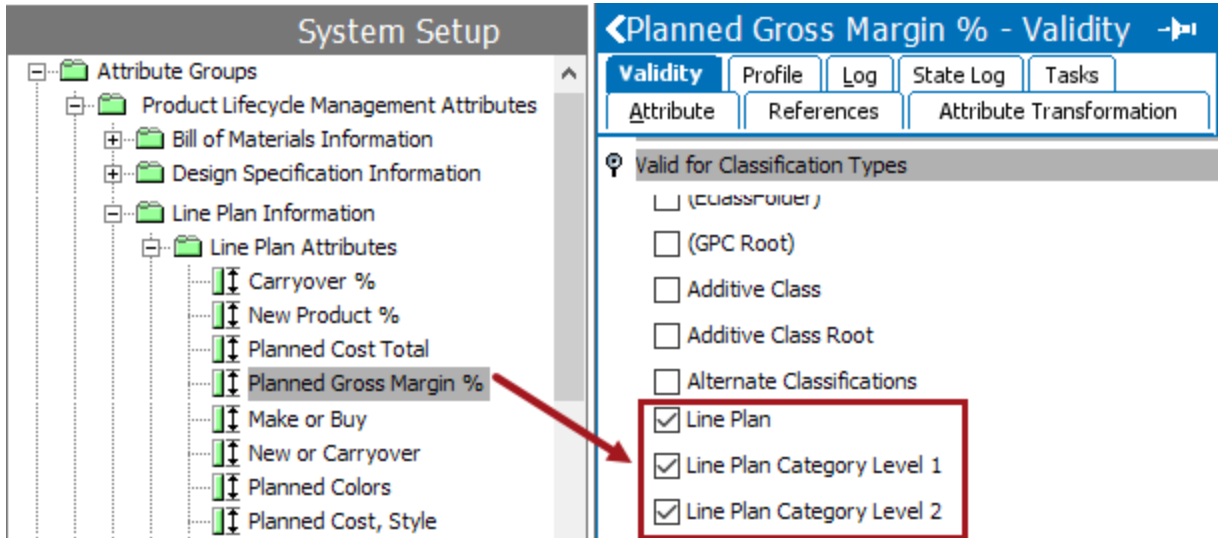 System Setup
Attribute Groups
Product Lifecycle Management Attributes
Bill of Materials Information
Design Specification Information
Line Plan Information
Line Plan Attributes
Carryover %
New Product %
Planned Cost Total
Planned Gross Margin %
Make or Buy
New or Carryover
Planned Colors
Planned Cost, Style
Planned Gross Margin % - Validity
Validity Profile Log State Log Tasks
Attribute References Attribute Transformation
Valid for Classification Types
(EclassFolder)
(GPC Root)
Additive Class
Additive Class Root
Alternate Classifications
Line Plan
Line Plan Category Level 1
Line Plan Category Level 2